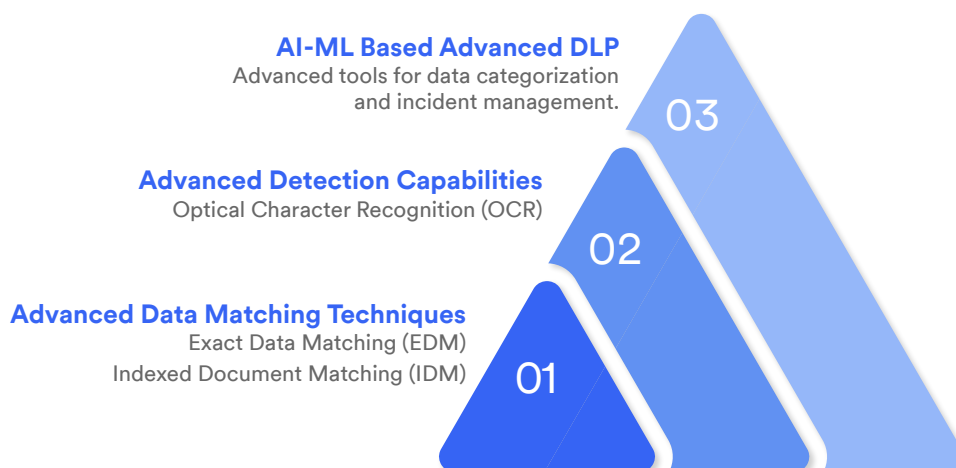 AI-ML Based Advanced DLP
Advanced tools for data categorization
and incident management.
03
Advanced Detection Capabilities
Optical Character Recognition (OCR)
02
Advanced Data Matching Techniques
Exact Data Matching (EDM)
Indexed Document Matching (IDM)
01